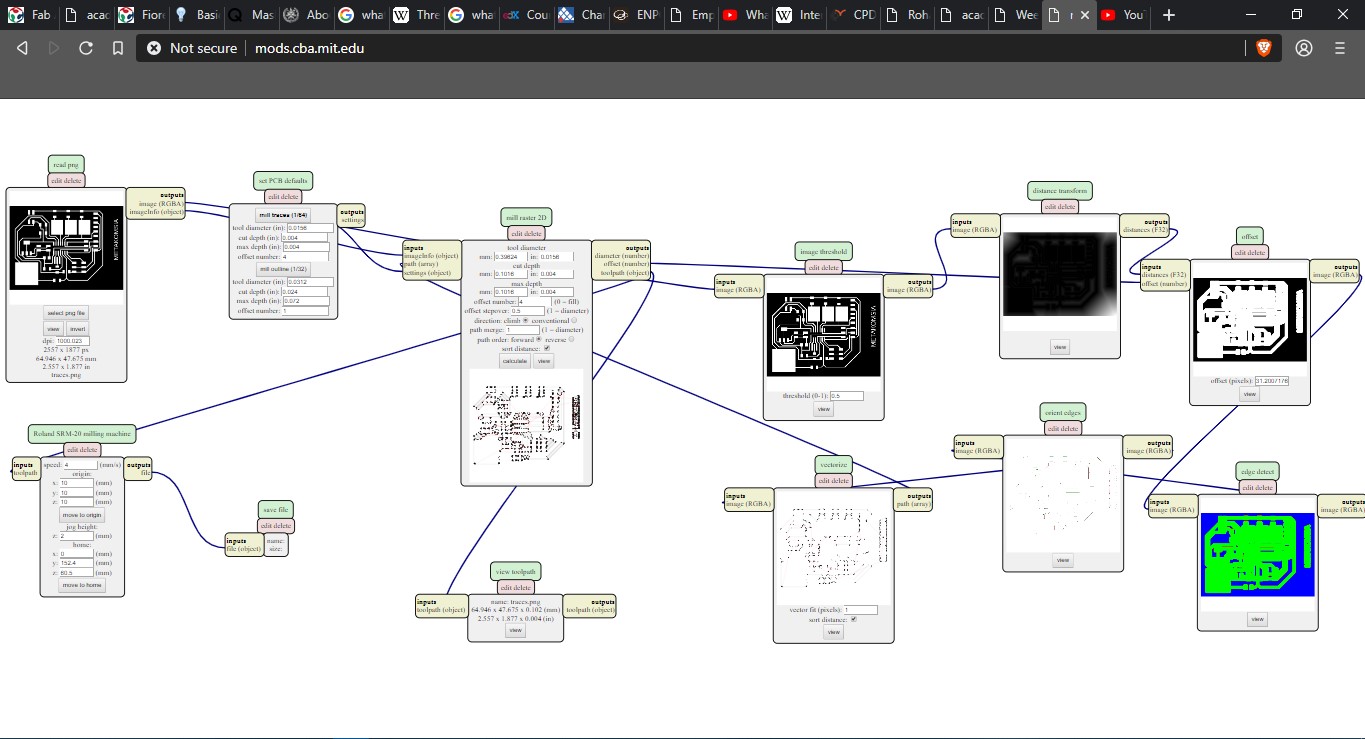 Fab
acac
Fior
Basi
Mas
Abo
wha
Thre
wha
Cou
Cha
ENP
Emp
Wha
Inte
CPD
Roh
acac
Wee
You
Not secure
mods.cba.mit.edu
read png
edit delete
outputs
image (RGBA)
imageInfo (object)
METAKONSIA
select png file
view invert
dpi: 1000.023
2557 x 1877 px
64.946 x 47.675 mm
2.557 x 1.877 in
traces.png
set PCB defaults
edit delete
outputs
settings
mill traces (1/64)
tool diameter (in): 0.0156
cut depth (in): 0.004
max depth (in): 0.004
offset number: 4
mill outline (1/32)
tool diameter (in): 0.0312
cut depth (in): 0.024
max depth (in): 0.072
offset number: 1
mill raster 2D
edit delete
inputs
imageInfo (object)
path (array)
settings (object)
outputs
diameter (number)
offset (number)
toolpath (object)
tool diameter
mm: 0.39624 in: 0.0156
cut depth
mm: 0.1016 in: 0.004
max depth
mm: 0.1016 in: 0.004
offset number: 4 (0 = fill)
offset stepover: 0.5 (1 = diameter)
direction: climb conventional
path merge: 1 (1 = diameter)
path order: forward reverse
sort distance:
calculate view
image threshold
edit delete
inputs
image (RGBA)
outputs
image (RGBA)
threshold (0-1): 0.5
view
distance transform
edit delete
inputs
image (RGBA)
outputs
distances (F32)
view
offset
edit delete
inputs
distances (F32)
offset (number)
outputs
image (RGBA)
offset (pixels): 31.2007176
view
Roland SRM-20 milling machine
edit delete
inputs
toolpath
outputs
file
speed: 4 (mm/s)
origin:
x: 10 (mm)
y: 10 (mm)
z: 10 (mm)
move to origin
jog height:
z: 2 (mm)
home:
x: 0 (mm)
y: 152.4 (mm)
z: 60.5 (mm)
move to home
save file
edit delete
inputs
file (object)
name:
size:
view toolpath
edit delete
inputs
toolpath (object)
outputs
toolpath (object)
name: traces.png
64.946 x 47.675 x 0.102 (mm)
2.557 x 1.877 x 0.004 (in)
view
vectorize
edit delete
inputs
image (RGBA)
outputs
path (array)
vector fit (pixels): 1
sort distance:
view
orient edges
edit delete
inputs
image (RGBA)
outputs
image (RGBA)
view
edge detect
edit delete
inputs
image (RGBA)
outputs
image (RGBA)
view